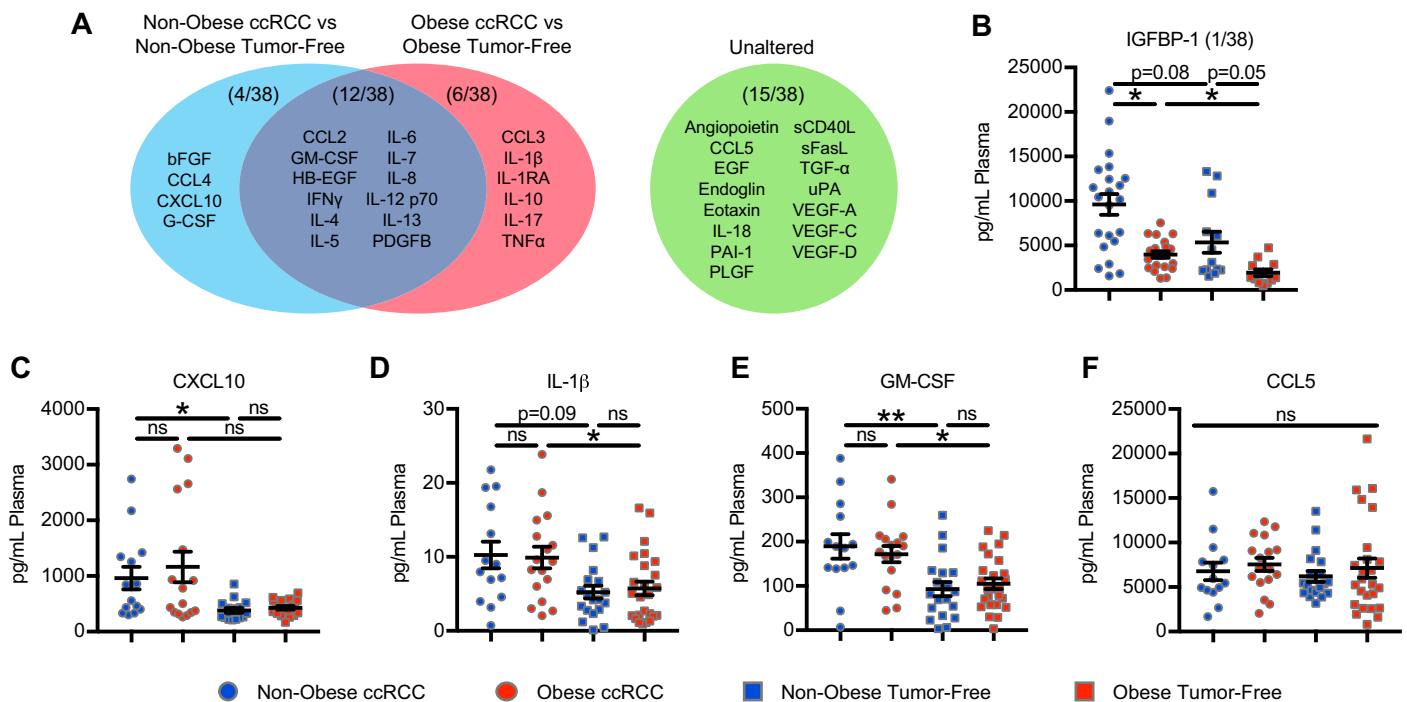 A
Non-Obese ccRCC vs
Non-Obese Tumor-Free
Obese ccRCC vs
Obese Tumor-Free
Unaltered
(4/38)
(12/38)
(6/38)
(15/38)
bFGF
CCL4
CXCL10
G-CSF
CCL2
GM-CSF
HB-EGF
IFNγ
IL-4
IL-5
IL-6
IL-7
IL-8
IL-12 p70
IL-13
PDGFB
CCL3
IL-1β
IL-1RA
IL-10
IL-17
TNFα
Angiopoietin
CCL5
EGF
Endoglin
Eotaxin
IL-18
PAI-1
PLGF
sCD40L
sFasL
TGF-α
uPA
VEGF-A
VEGF-C
VEGF-D
B
IGFBP-1 (1/38)
pg/mL Plasma
25000
20000
15000
10000
5000
0
p=0.08
p=0.05
*
*
C
CXCL10
pg/mL Plasma
4000
3000
2000
1000
0
*
ns
ns
ns
D
IL-1β
pg/mL Plasma
30
20
10
0
p=0.09
ns
ns
*
E
GM-CSF
pg/mL Plasma
500
400
300
200
100
0
**
ns
ns
*
F
CCL5
pg/mL Plasma
25000
20000
15000
10000
5000
0
ns
Non-Obese ccRCC
Obese ccRCC
Non-Obese Tumor-Free
Obese Tumor-Free